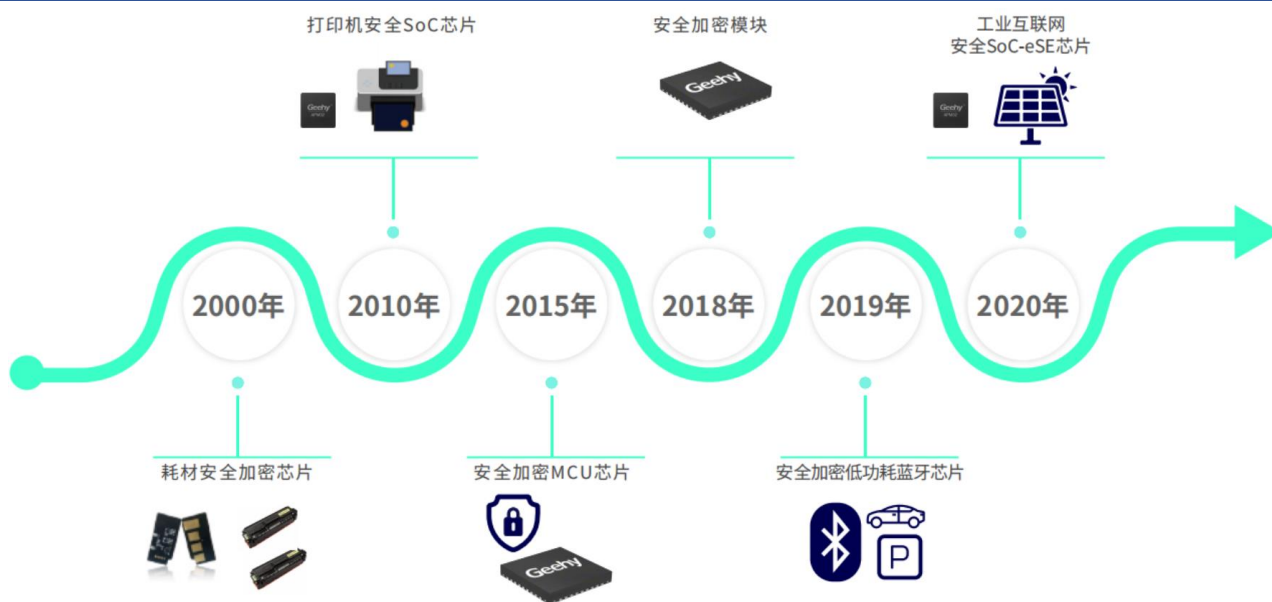 打印机安全SoC芯片
安全加密模块
工业互联网
安全SoC-eSE芯片
Geehy
Geehy
Geehy
2000年
2010年
2015年
2018年
2019年
2020年
耗材安全加密芯片
安全加密MCU芯片
安全加密低功耗蓝牙芯片
P
Geehy